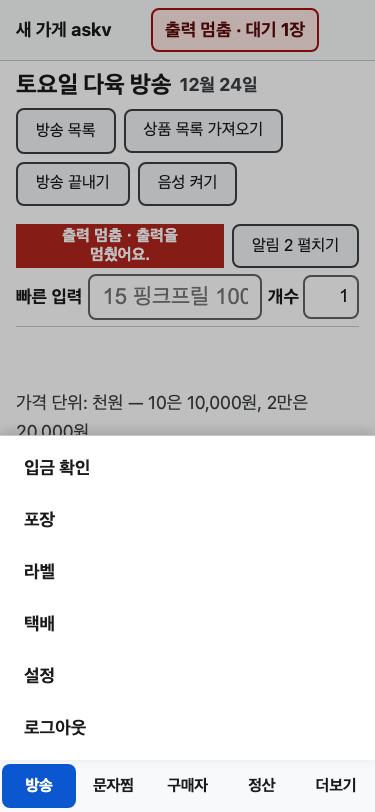 새 가게 askv
출력 멈춤 · 대기 1장
토요일 다육 방송 12월 24일
방송 목록
상품 목록 가져오기
방송 끝내기
음성 켜기
출력 멈춤 · 출력을
멈췄어요.
알림 2 펼치기
빠른 입력
15 핑크프릴 100
개수
1
가격 단위: 천원 — 10은 10,000원, 2만은
20,000원
입금 확인
포장
라벨
택배
설정
로그아웃
방송
문자찜
구매자
정산
더보기